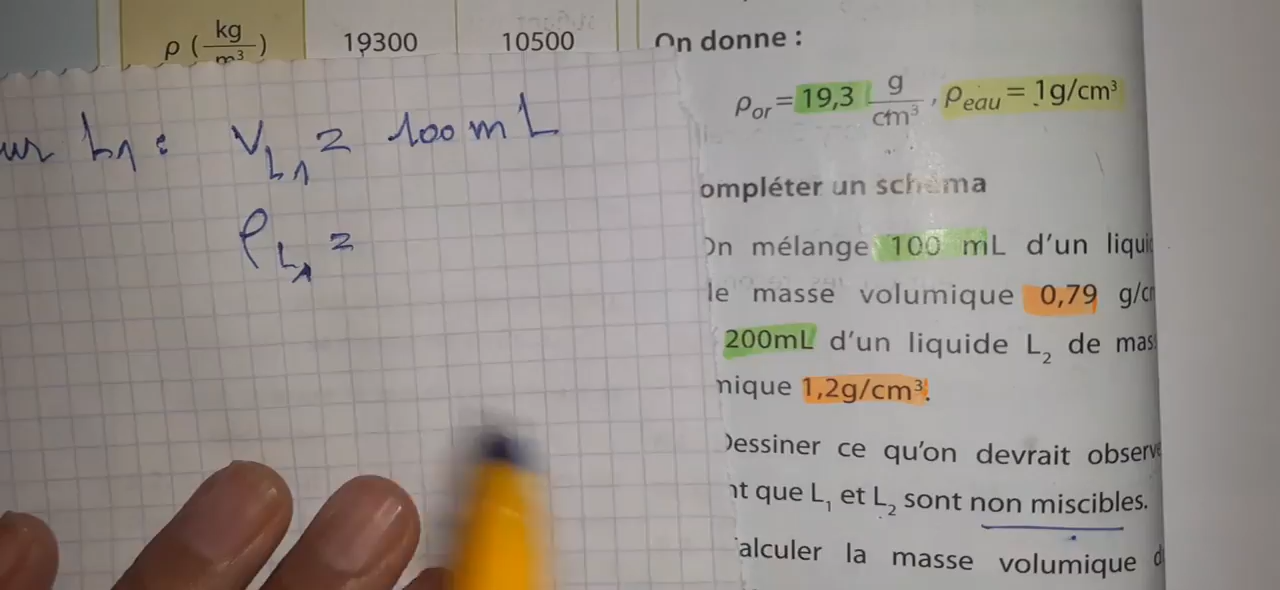 ρ (kg/m³) 19300 10500
On donne :
ρor = 19,3 g/cm³, ρeau = 1g/cm³
ur L1 : VL1 = 100 mL
ρL1 =
ompléter un schéma
On mélange 100 mL d'un liqui
le masse volumique 0,79 g/c
200mL d'un liquide L₂ de mas
nique 1,2g/cm³.
Dessiner ce qu'on devrait observe
nt que L₁ et L₂ sont non miscibles.
alculer la masse volumique d